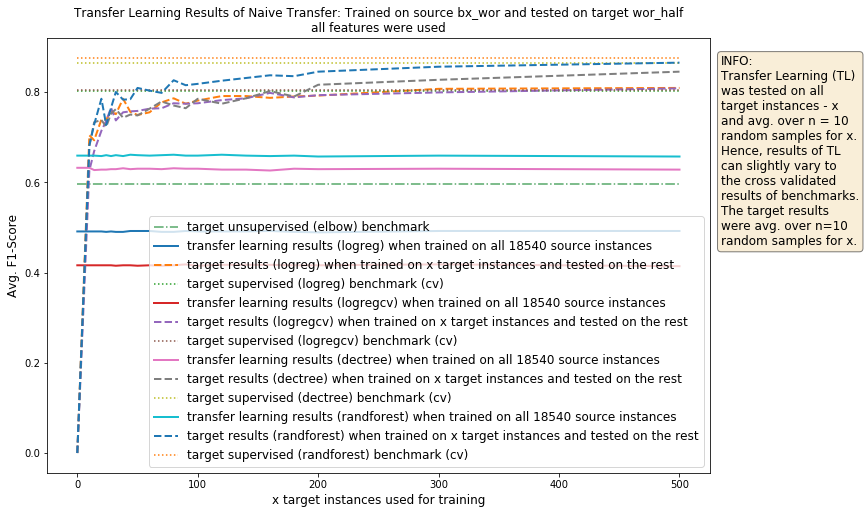 Transfer Learning Results of Naive Transfer: Trained on source bx_wor and tested on target wor_half
all features were used
Avg. F1-Score
0.8
0.6
0.4
0.2
0.0
target unsupervised (elbow) benchmark
transfer learning results (logreg) when trained on all 18540 source instances
target results (logreg) when trained on x target instances and tested on the rest
target supervised (logreg) benchmark (cv)
transfer learning results (logregcv) when trained on all 18540 source instances
target results (logregcv) when trained on x target instances and tested on the rest
target supervised (logregcv) benchmark (cv)
transfer learning results (dectree) when trained on all 18540 source instances
target results (dectree) when trained on x target instances and tested on the rest
target supervised (dectree) benchmark (cv)
transfer learning results (randforest) when trained on all 18540 source instances
target results (randforest) when trained on x target instances and tested on the rest
target supervised (randforest) benchmark (cv)
0
100
200
300
400
500
x target instances used for training
INFO:
Transfer Learning (TL)
was tested on all
target instances - x
and avg. over n = 10
random samples for x.
Hence, results of TL
can slightly vary to
the cross validated
results of benchmarks.
The target results
were avg. over n=10
random samples for x.